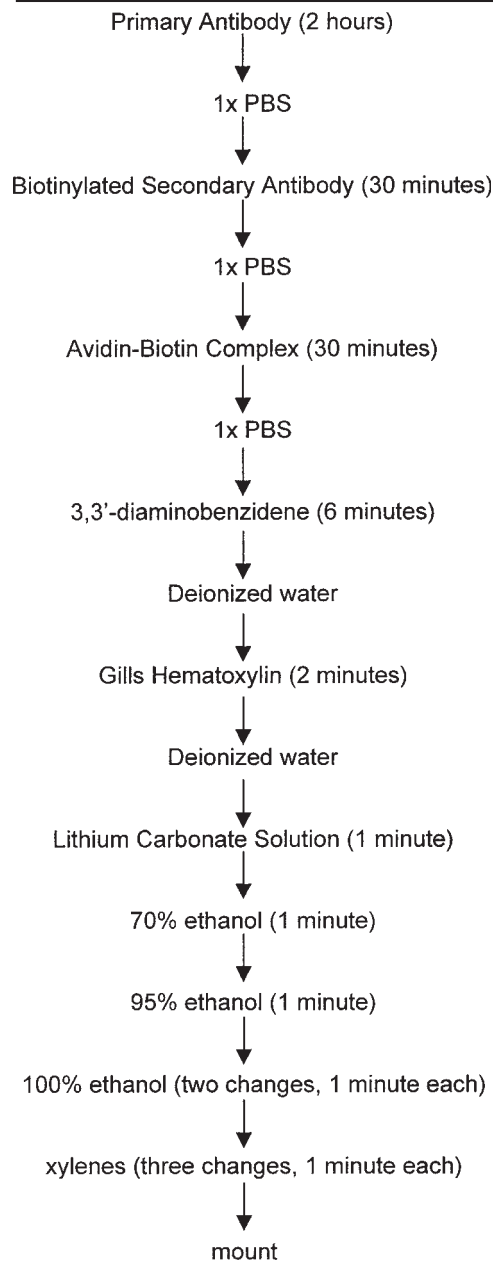 Primary Antibody (2 hours)
1x PBS
Biotinylated Secondary Antibody (30 minutes)
1x PBS
Avidin-Biotin Complex (30 minutes)
1x PBS
3,3'-diaminobenzidene (6 minutes)
Deionized water
Gills Hematoxylin (2 minutes)
Deionized water
Lithium Carbonate Solution (1 minute)
70% ethanol (1 minute)
95% ethanol (1 minute)
100% ethanol (two changes, 1 minute each)
xylenes (three changes, 1 minute each)
mount